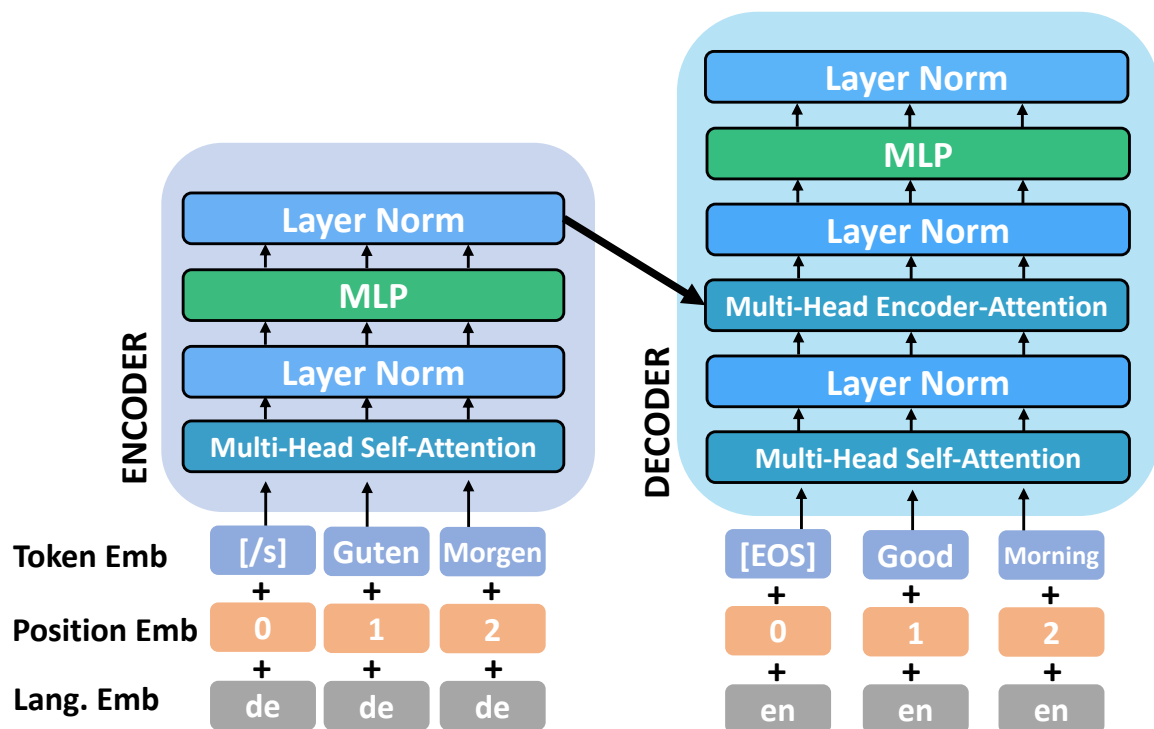 ENCODER
Layer Norm
MLP
Layer Norm
Multi-Head Self-Attention
DECODER
Layer Norm
MLP
Layer Norm
Multi-Head Encoder-Attention
Layer Norm
Multi-Head Self-Attention
Token Emb [/s] Guten Morgen [EOS] Good Morning
+ + + + + +
Position Emb 0 1 2 0 1 2
+ + + + + +
Lang. Emb de de de en en en